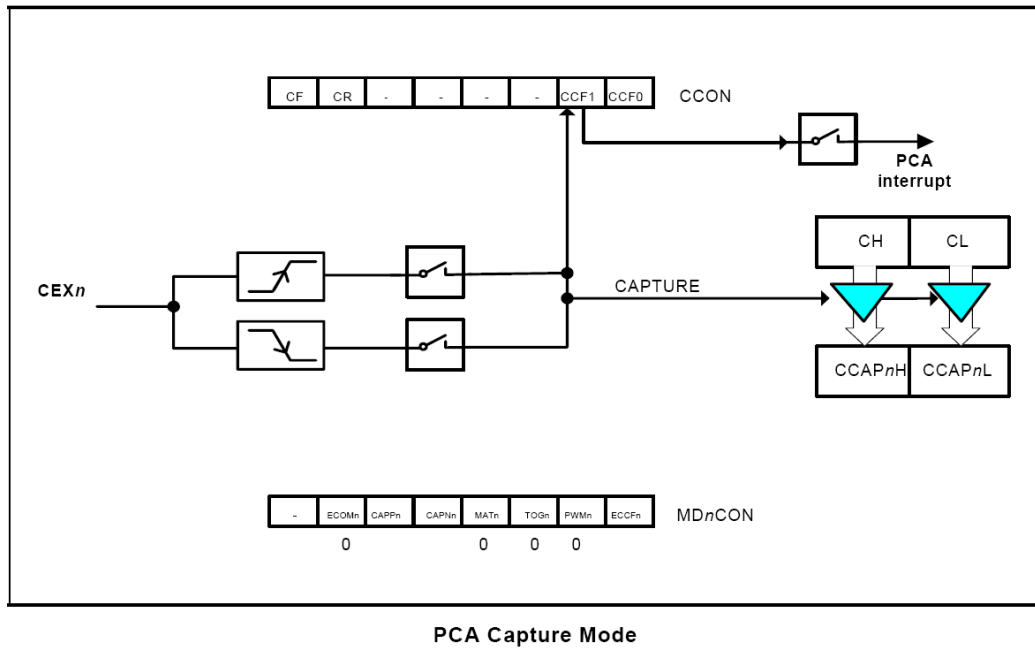 CF CR - - - - CCF1 CCF0 CCON
PCA
interrupt
CH CL
CEXn
CAPTURE
CCAPnH CCAPnL
- ECOMn CAPPn CAPNn MATn TOGn PWMn ECCFn MDnCON
0 0 0 0
PCA Capture Mode